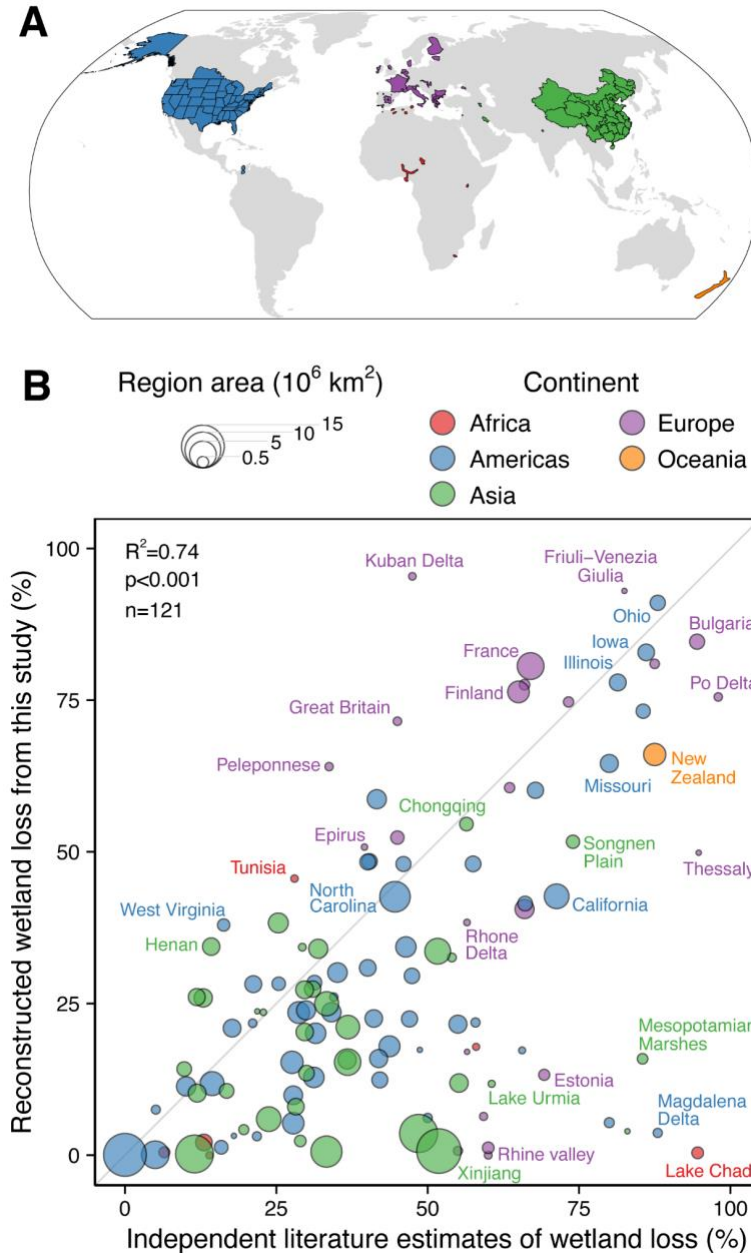 A
B
Region area (10⁶ km²)
15
10
5
0.5
Continent
Africa
Americas
Asia
Europe
Oceania
R²=0.74
p<0.001
n=121
Kuban Delta
Friuli−Venezia
Giulia
Ohio
Bulgaria
Iowa
France
Illinois
Finland
Po Delta
Great Britain
Peleponnese
New
Zealand
Missouri
Chongqing
Epirus
Songnen
Plain
Tunisia
Thessaly
North
Carolina
California
West Virginia
Henan
Rhone
Delta
Mesopotamian
Marshes
Estonia
Lake Urmia
Magdalena
Delta
Rhine valley
Xinjiang
Lake Chad
100
75
50
25
0
Reconstructed wetland loss from this study (%)
0
25
50
75
100
Independent literature estimates of wetland loss (%)